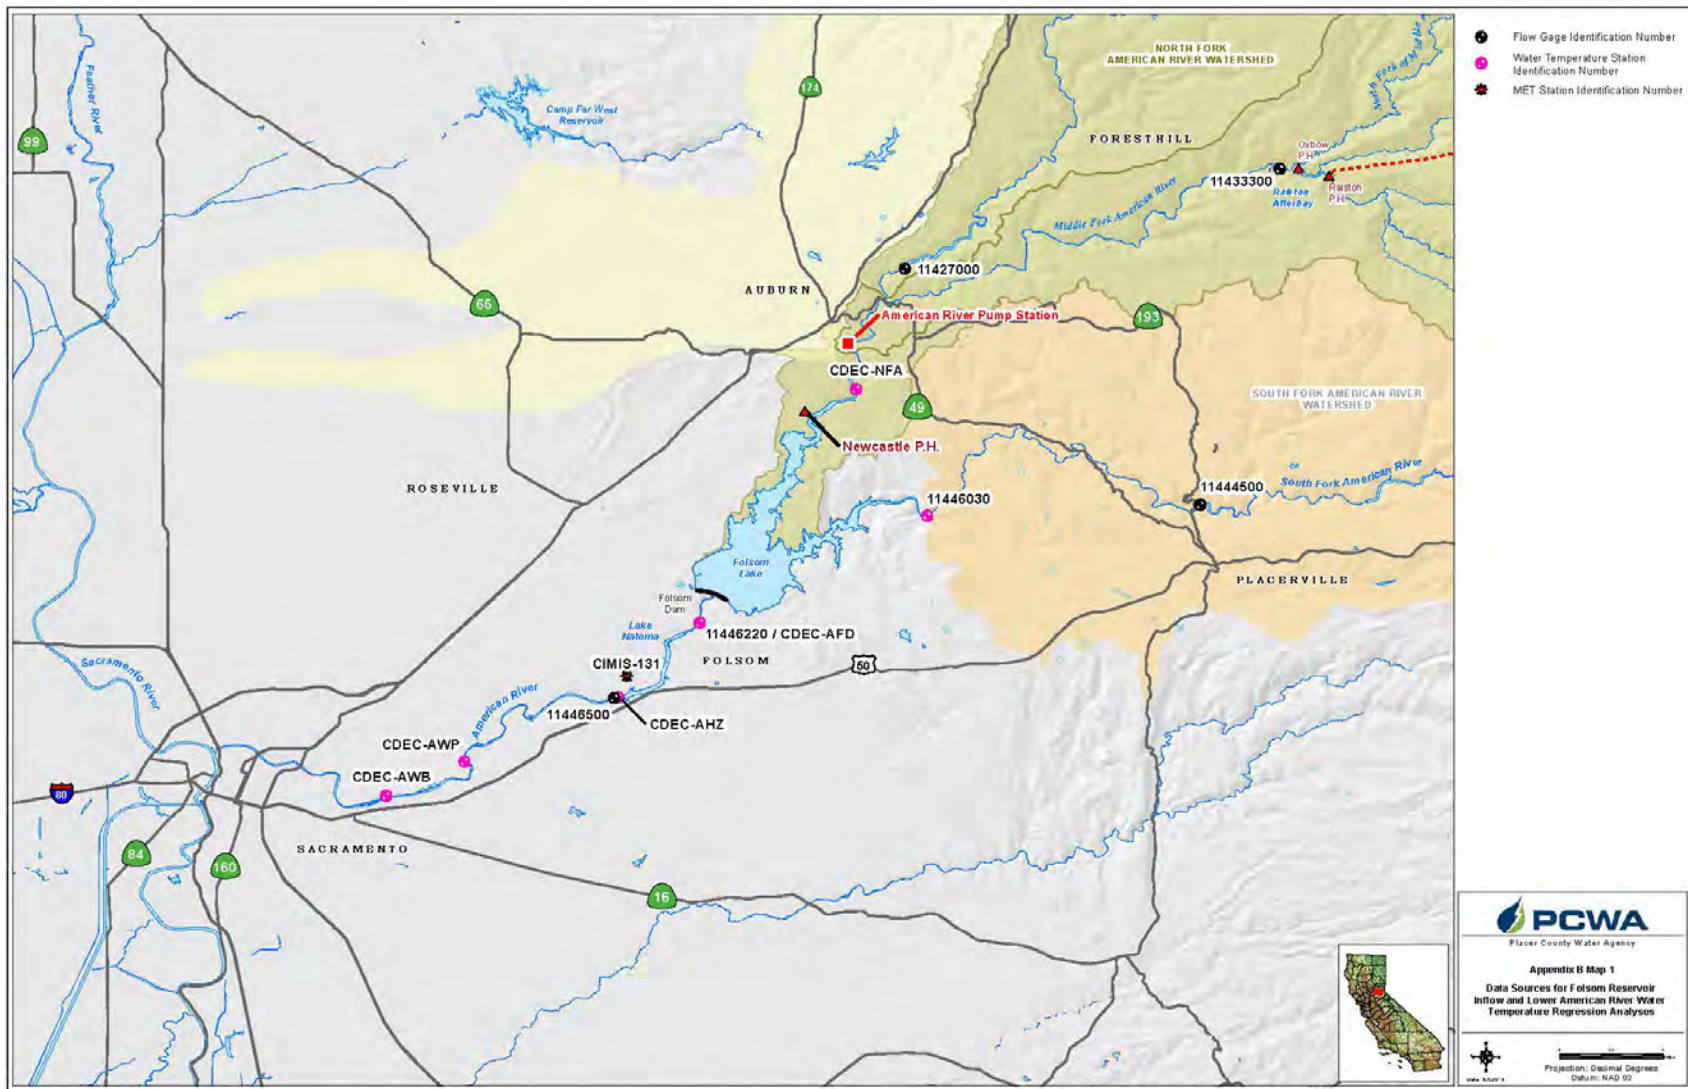 Flow Gage Identification Number
Water Temperature Station
Identification Number
MET Station Identification Number
NORTH FORK
AMERICAN RIVER WATERSHED
174
99
Feather River
Camp Far West
Reservoir
FORESTHILL
Oxbow
P.H.
11433300
Ralston
P.H.
Ralston
Afterbay
Middle Fork American River
11427000
AUBURN
65
American River Pump Station
193
CDEC-NFA
SOUTH FORK AMERICAN RIVER
WATERSHED
49
Newcastle P.H.
ROSEVILLE
11446030
South Fork American River
11444500
Folsom
Lake
PLACERVILLE
Folsom
Dam
Lake
Natoma
11446220 / CDEC-AFD
CIMIS-131
FOLSOM
50
Sacramento River
American River
11446500
CDEC-AHZ
CDEC-AWP
CDEC-AWB
80
SACRAMENTO
84
160
16
PCWA
Placer County Water Agency
Appendix B Map 1
Data Sources for Folsom Reservoir
Inflow and Lower American River Water
Temperature Regression Analyses
Projection: Decimal Degrees
Datum: NAD 83